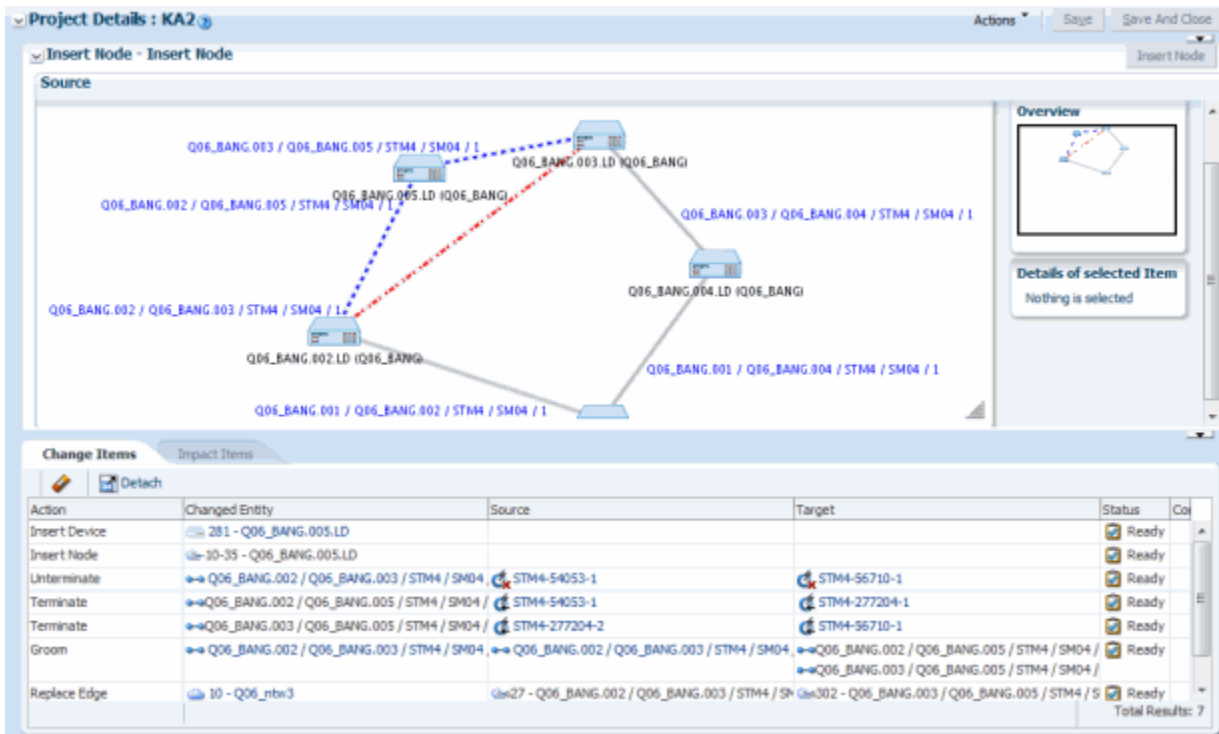 Project Details : KA2
Actions Save Save And Close
Insert Node - Insert Node
Insert Node
Source
Overview
Q06_BANG.003 / Q06_BANG.005 / STM4 / SM04 / 1
Q06_BANG.003.LD (Q06_BANG)
Q06_BANG.005.LD (Q06_BANG)
Q06_BANG.002 / Q06_BANG.005 / STM4 / SM04 / 1
Q06_BANG.003 / Q06_BANG.004 / STM4 / SM04 / 1
Details of selected Item
Nothing is selected
Q06_BANG.004.LD (Q06_BANG)
Q06_BANG.002 / Q06_BANG.003 / STM4 / SM04 / 1
Q06_BANG.002.LD (Q06_BANG)
Q06_BANG.001 / Q06_BANG.004 / STM4 / SM04 / 1
Q06_BANG.001 / Q06_BANG.002 / STM4 / SM04 / 1
Change Items Impact Items
Detach
Action Changed Entity Source Target Status Co
Insert Device 281 - Q06_BANG.005.LD Ready
Insert Node 10-35 - Q06_BANG.005.LD Ready
Unterminate Q06_BANG.002 / Q06_BANG.003 / STM4 / SM04 STM4-54053-1 STM4-56710-1 Ready
Terminate Q06_BANG.002 / Q06_BANG.005 / STM4 / SM04 / STM4-54053-1 STM4-277204-1 Ready
Terminate Q06_BANG.003 / Q06_BANG.005 / STM4 / SM04 / STM4-277204-2 STM4-56710-1 Ready
Groom Q06_BANG.002 / Q06_BANG.003 / STM4 / SM04 Q06_BANG.002 / Q06_BANG.003 / STM4 / SM04 Q06_BANG.002 / Q06_BANG.005 / STM4 / SM04 / Ready
Q06_BANG.003 / Q06_BANG.005 / STM4 / SM04 /
Replace Edge 10 - Q06_ntw3 27 - Q06_BANG.002 / Q06_BANG.003 / STM4 / S 302 - Q06_BANG.003 / Q06_BANG.005 / STM4 / S Ready
Total Results: 7